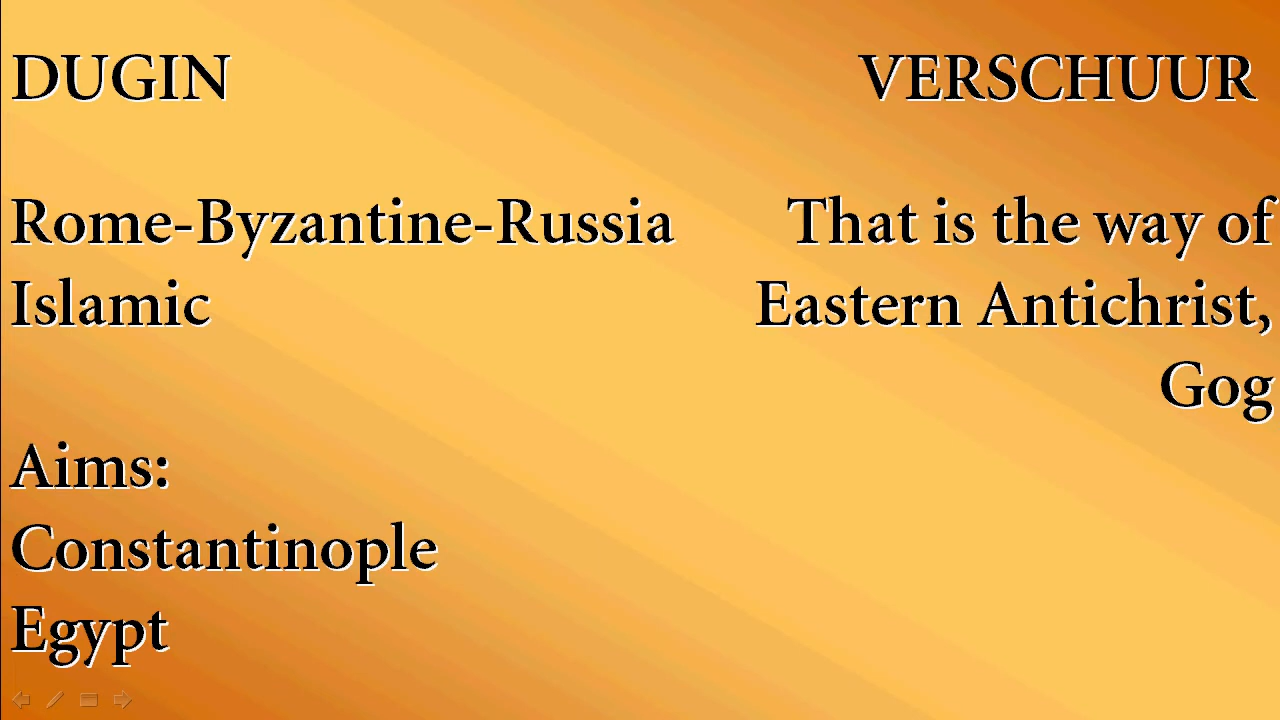 DUGIN
VERSCHUUR
Rome-Byzantine-Russia
Islamic
Aims:
Constantinople
Egypt
That is the way of
Eastern Antichrist,
Gog